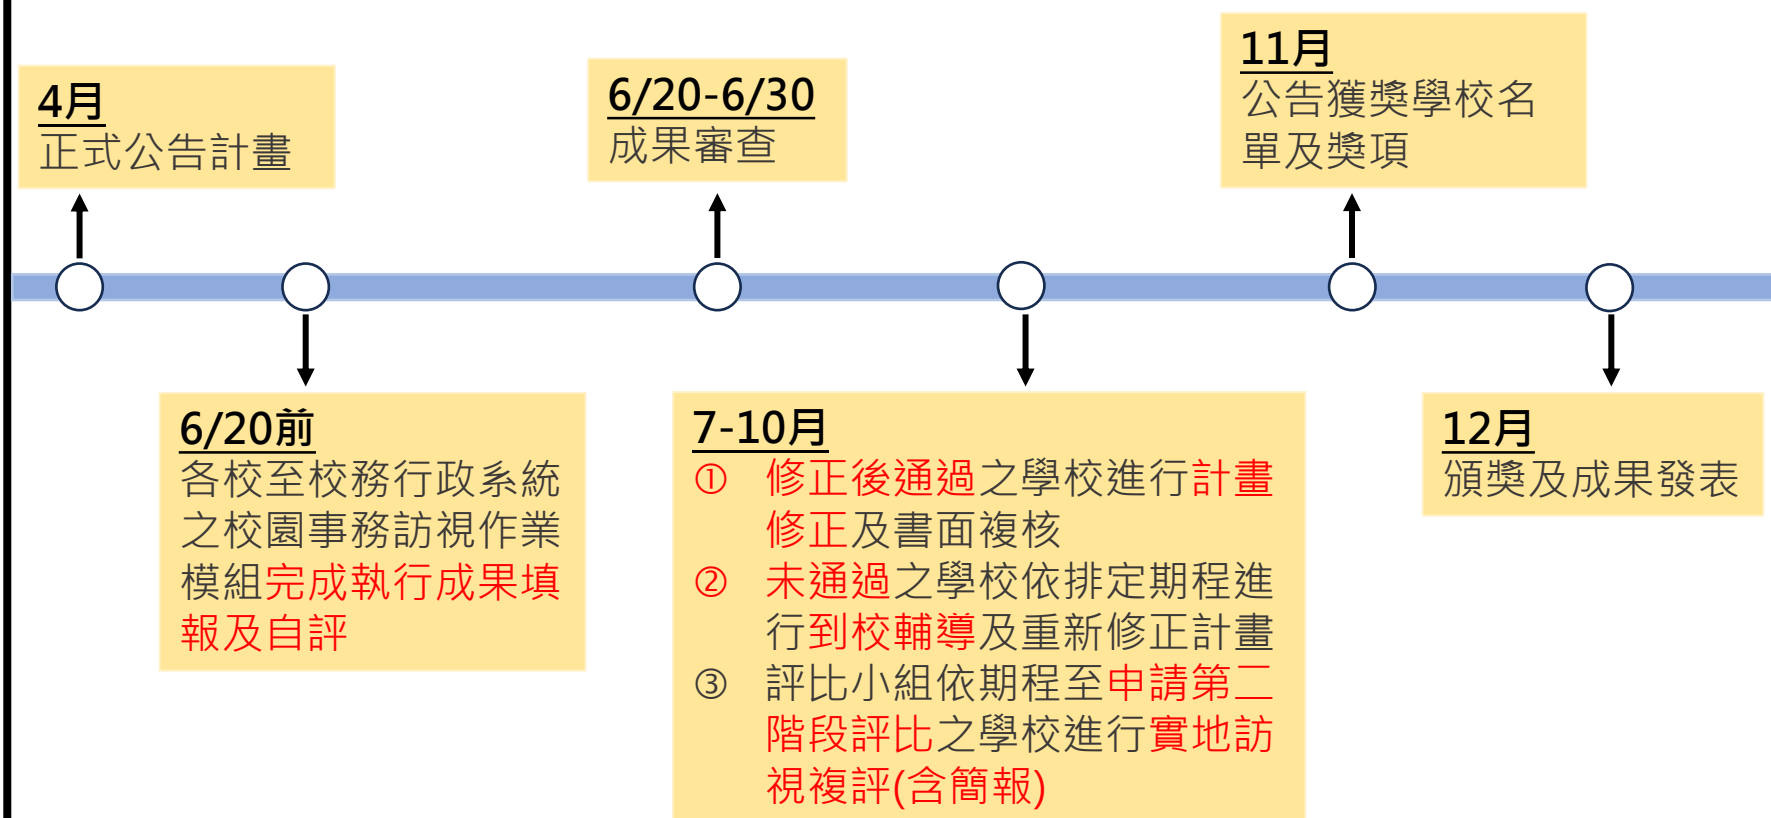 4月
正式公告計畫
6/20前
各校至校務行政系統
之校園事務訪視作業
模組完成執行成果填
報及自評
6/20-6/30
成果審查
7-10月
① 修正後通過之學校進行計畫
修正及書面複核
② 未通過之學校依排定期程進
行到校輔導及重新修正計畫
③ 評比小組依期程至申請第二
階段評比之學校進行實地訪
視複評(含簡報)
11月
公告獲獎學校名
單及獎項
12月
頒獎及成果發表